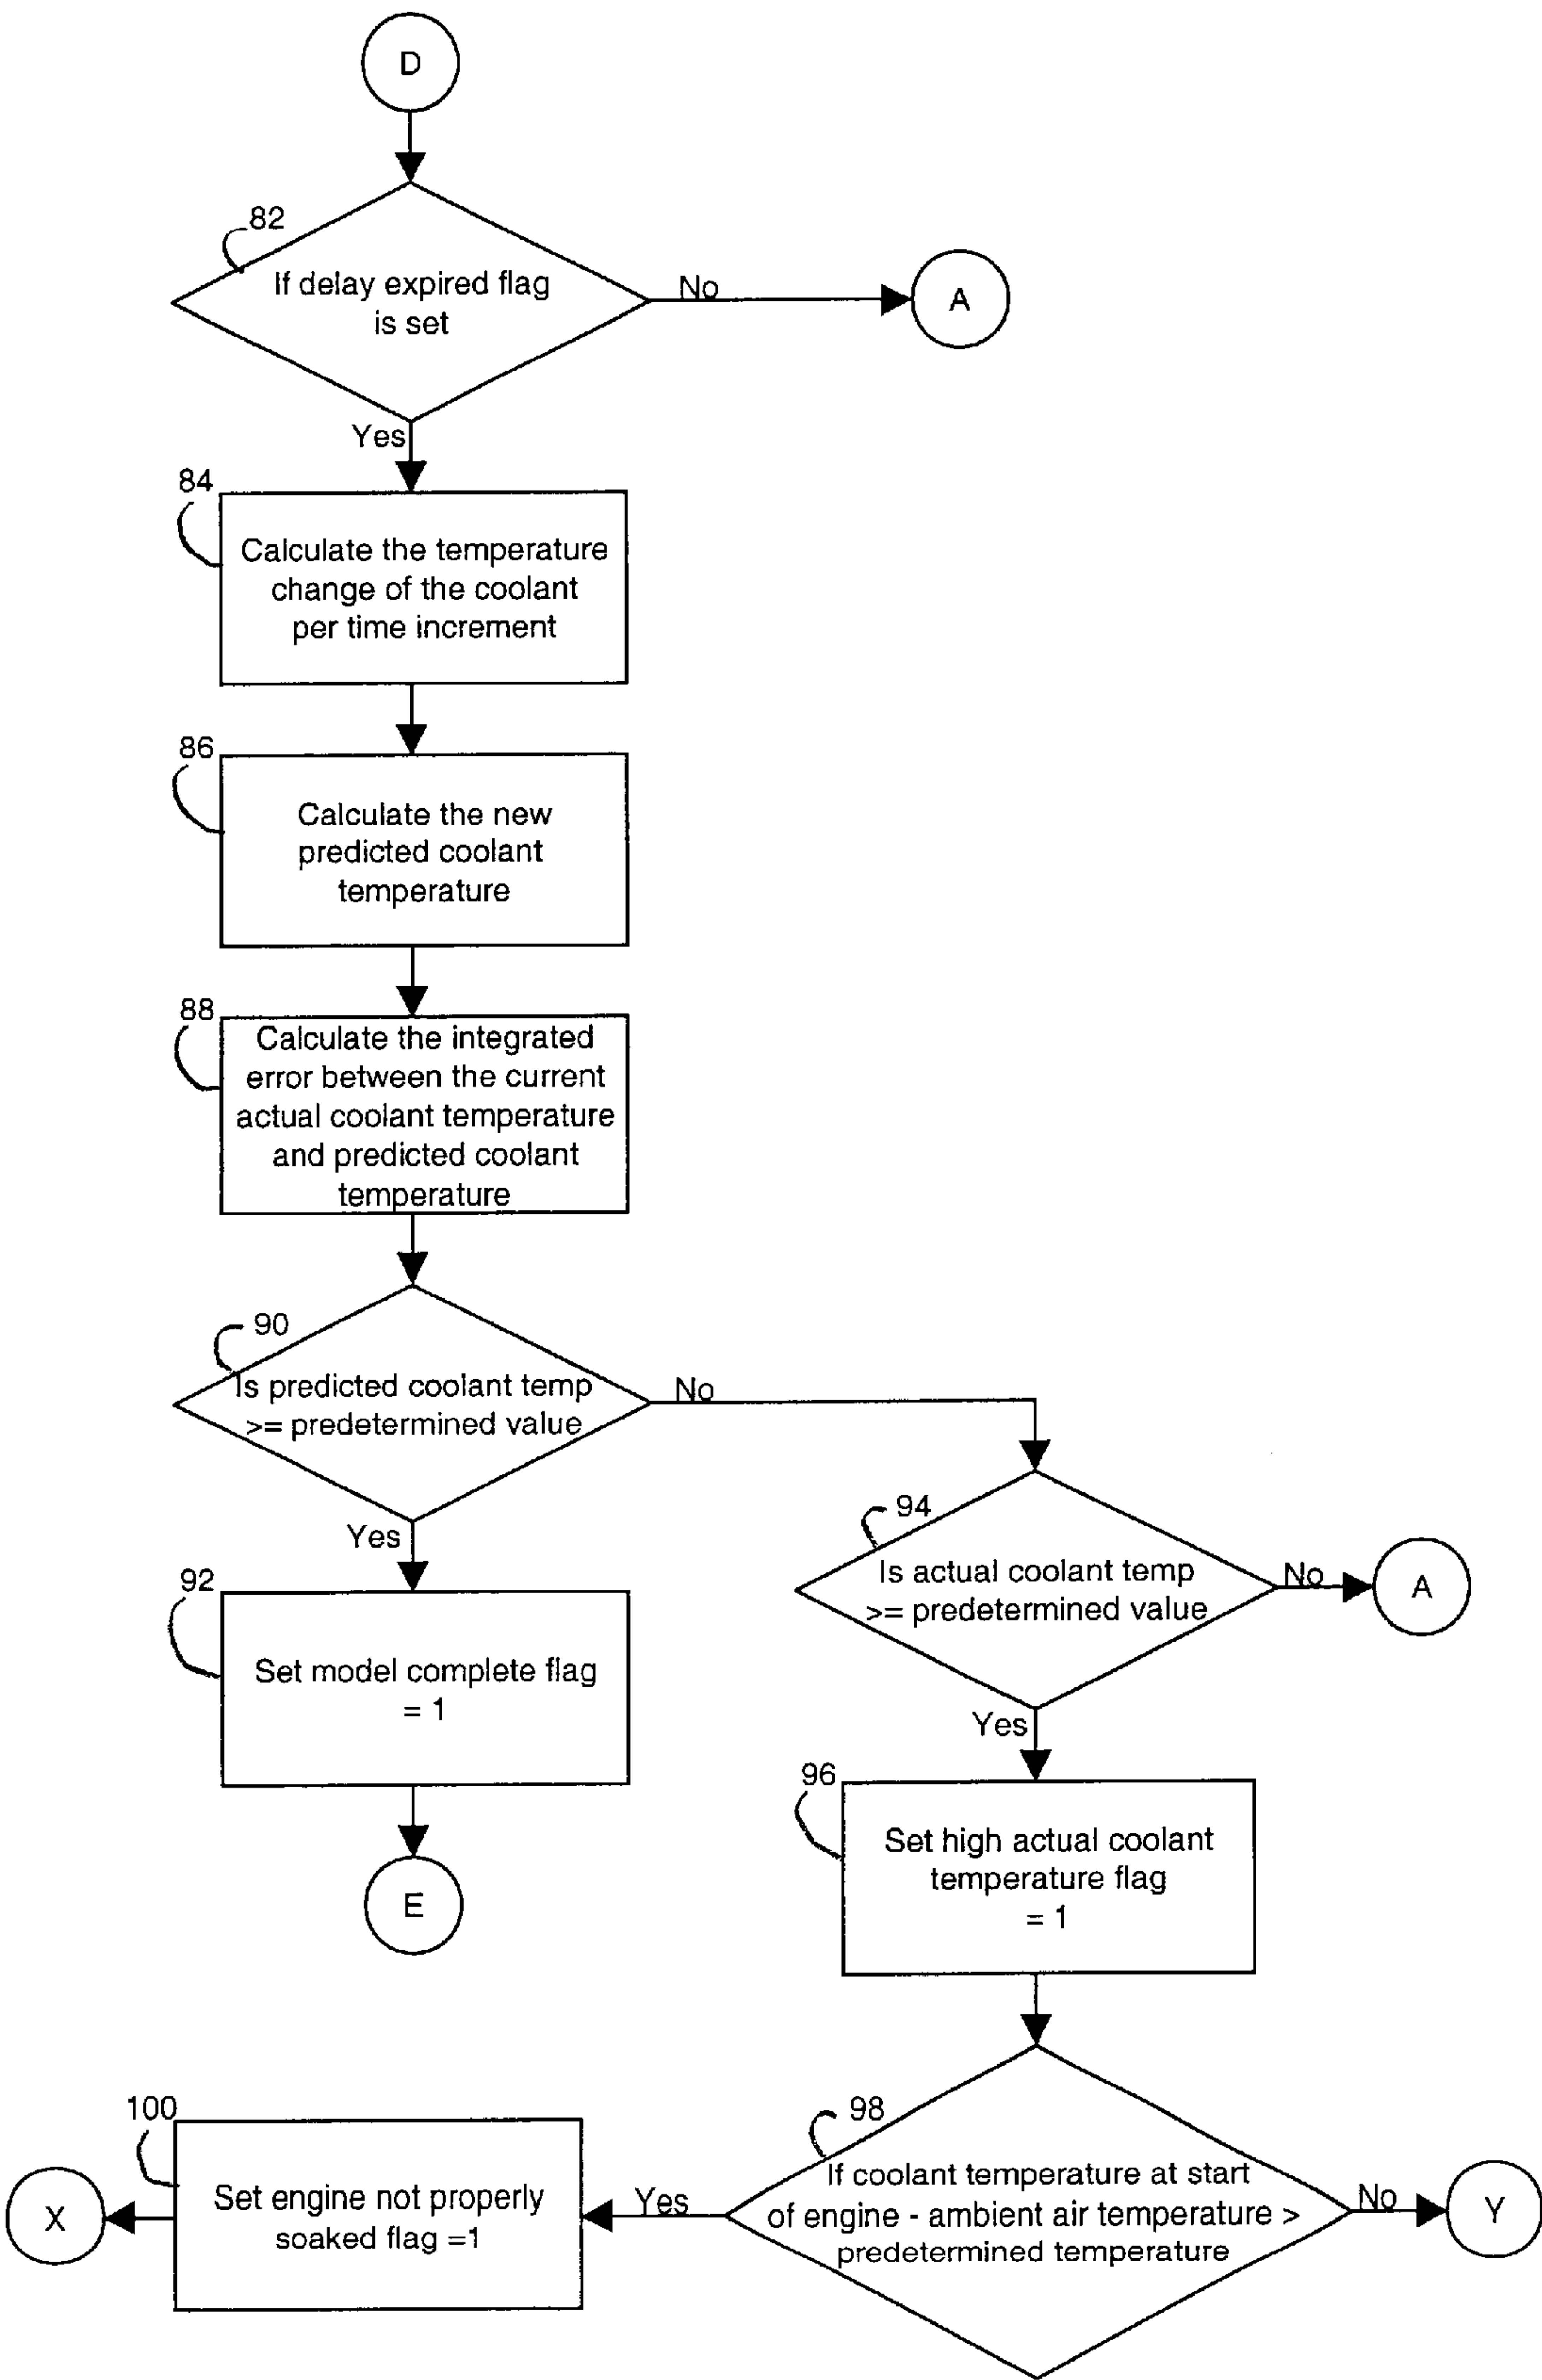 D
82
If delay expired flag
is set
No
A
Yes
84
Calculate the temperature
change of the coolant
per time increment
86
Calculate the new
predicted coolant
temperature
88
Calculate the integrated
error between the current
actual coolant temperature
and predicted coolant
temperature
90
Is predicted coolant temp
>= predetermined value
No
Yes
94
Is actual coolant temp
>= predetermined value
No
A
92
Set model complete flag
= 1
Yes
96
Set high actual coolant
temperature flag
= 1
E
98
If coolant temperature at start
of engine - ambient air temperature >
predetermined temperature
No
Y
Yes
100
Set engine not properly
soaked flag =1
X